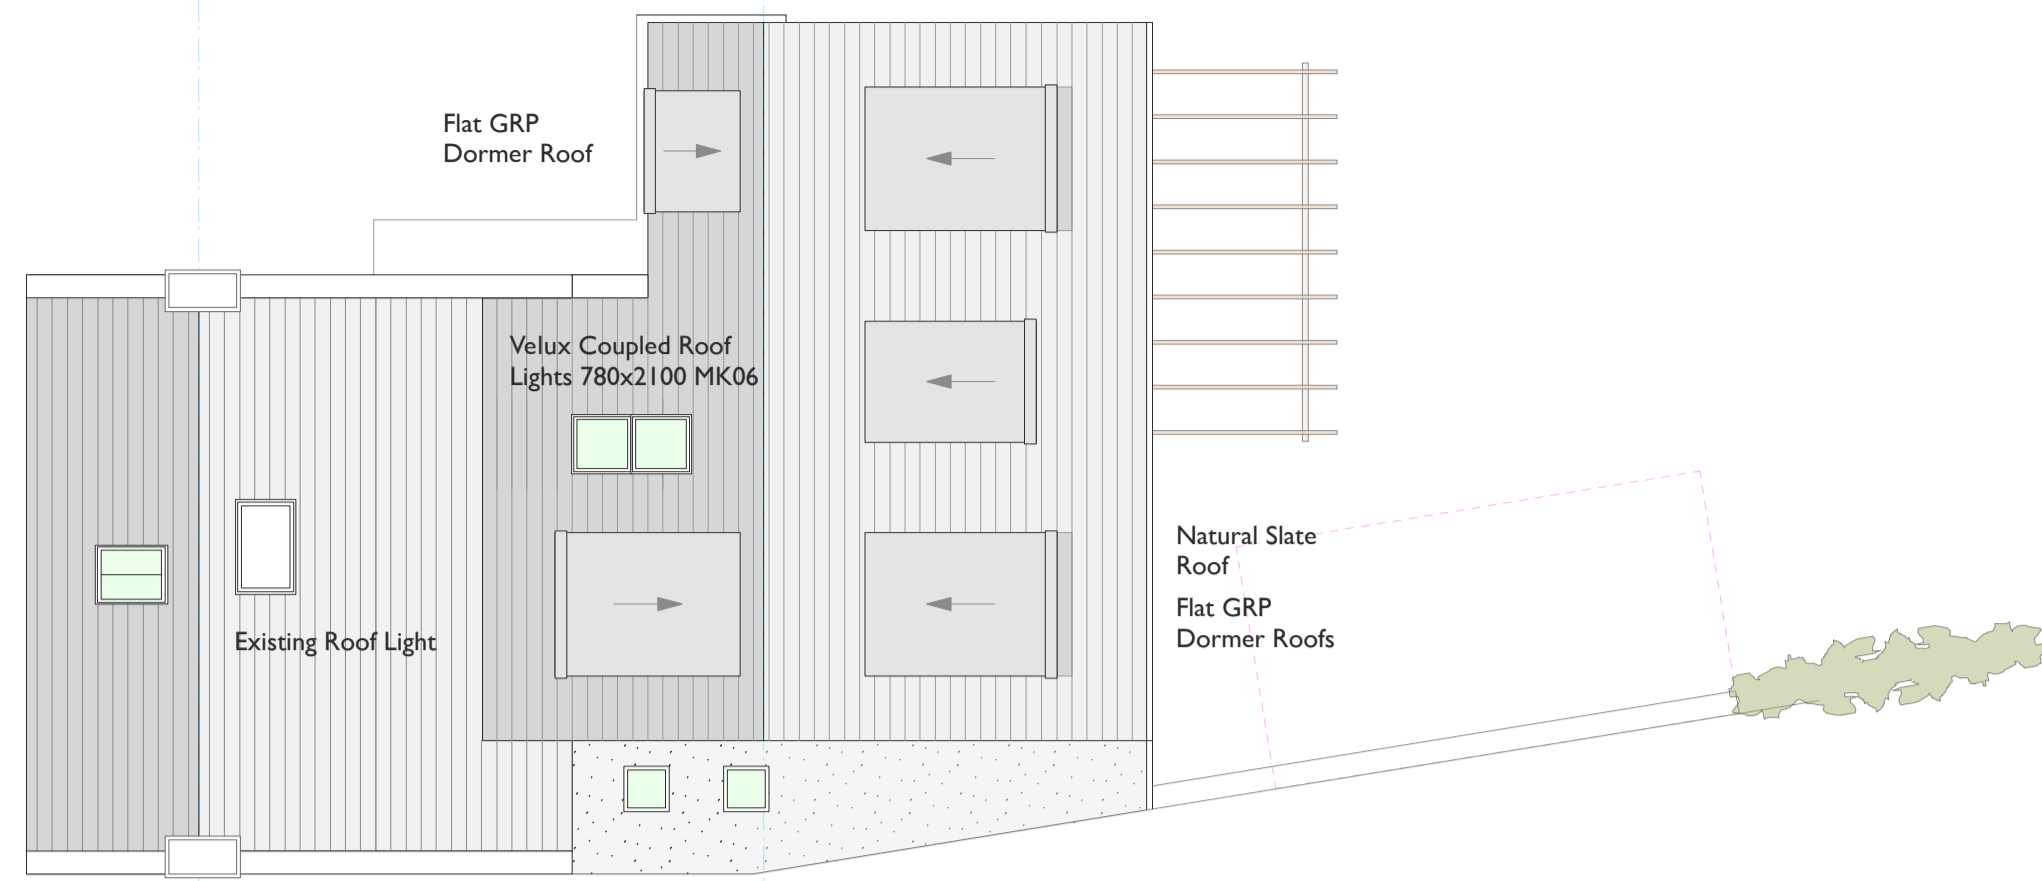 Flat GRP
Dormer Roof
Velux Coupled Roof
Lights 780x2100 MK06
Natural Slate
Roof
Flat GRP
Dormer Roofs
Existing Roof Light